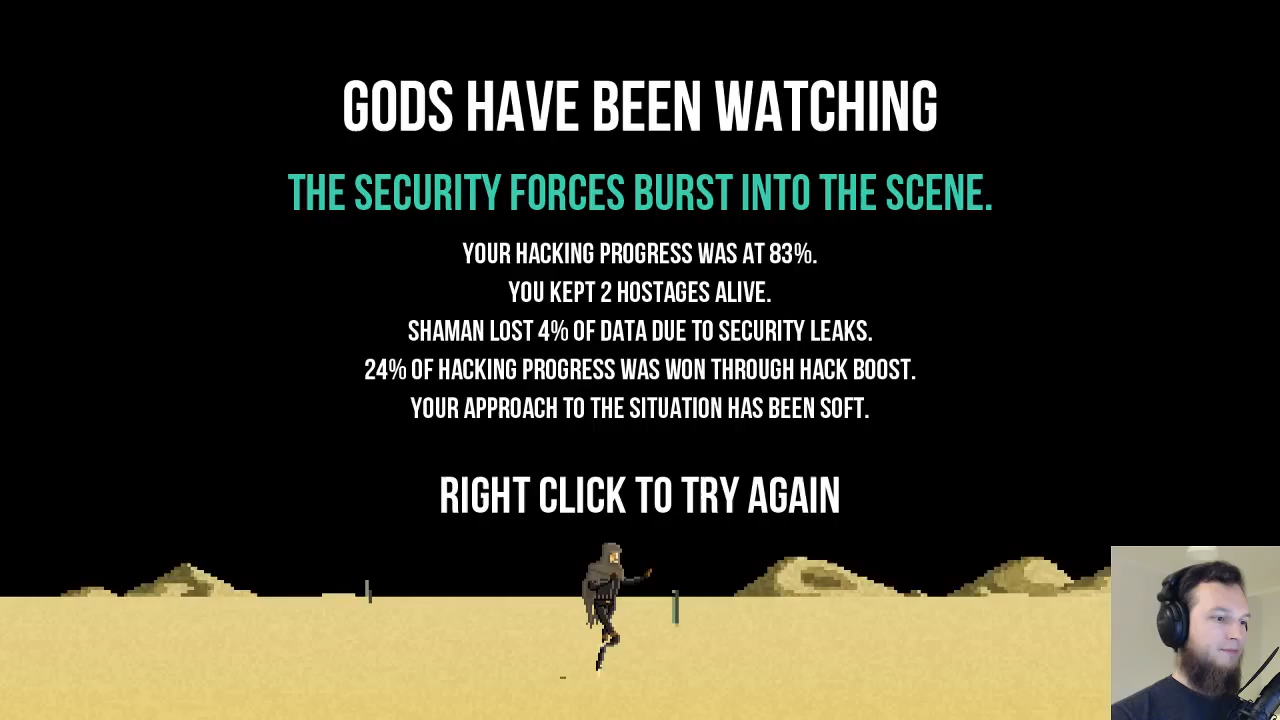 GODS HAVE BEEN WATCHING
THE SECURITY FORCES BURST INTO THE SCENE.
YOUR HACKING PROGRESS WAS AT 83%.
YOU KEPT 2 HOSTAGES ALIVE.
SHAMAN LOST 4% OF DATA DUE TO SECURITY LEAKS.
24% OF HACKING PROGRESS WAS WON THROUGH HACK BOOST.
YOUR APPROACH TO THE SITUATION HAS BEEN SOFT.
RIGHT CLICK TO TRY AGAIN